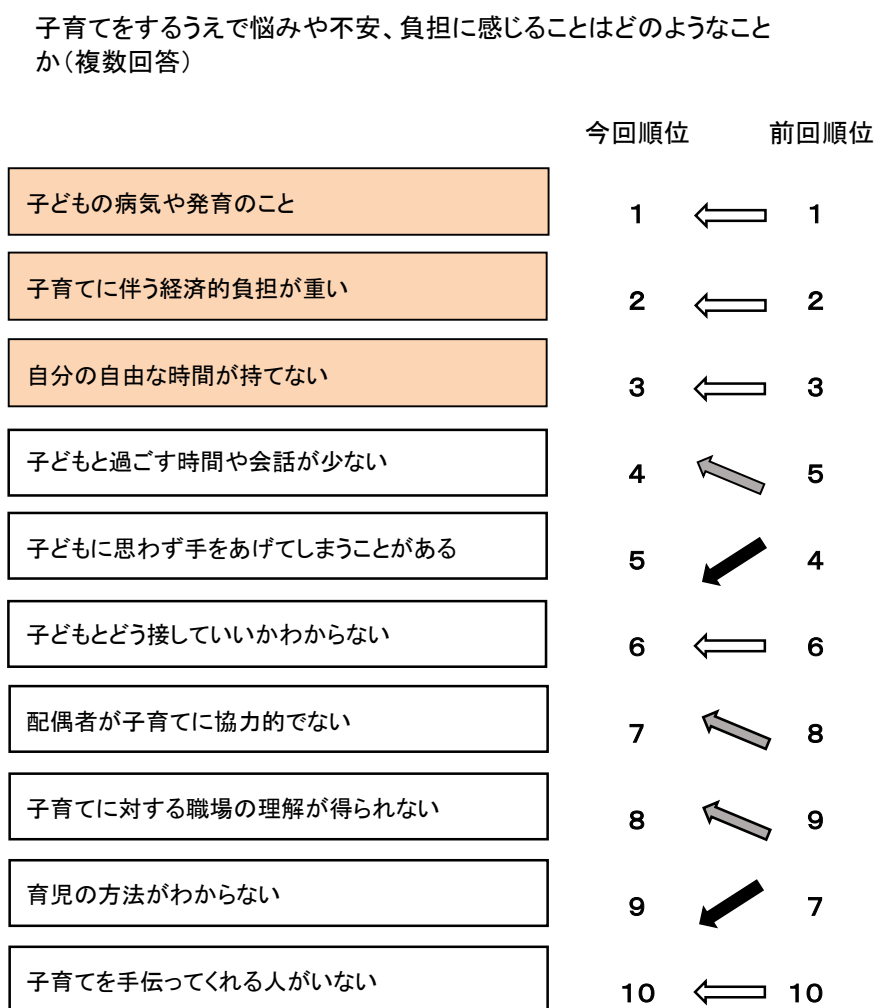 子育てをするうえで悩みや不安、負担に感じることはどのようなこと
か（複数回答）
今回順位 前回順位
子どもの病気や発育のこと 1 1
子育てに伴う経済的負担が重い 2 2
自分の自由な時間が持てない 3 3
子どもと過ごす時間や会話が少ない 4 5
子どもに思わず手をあげてしまうことがある 5 4
子どもとどう接していいかわからない 6 6
配偶者が子育てに協力的でない 7 8
子育てに対する職場の理解が得られない 8 9
育児の方法がわからない 9 7
子育てを手伝ってくれる人がいない 10 10